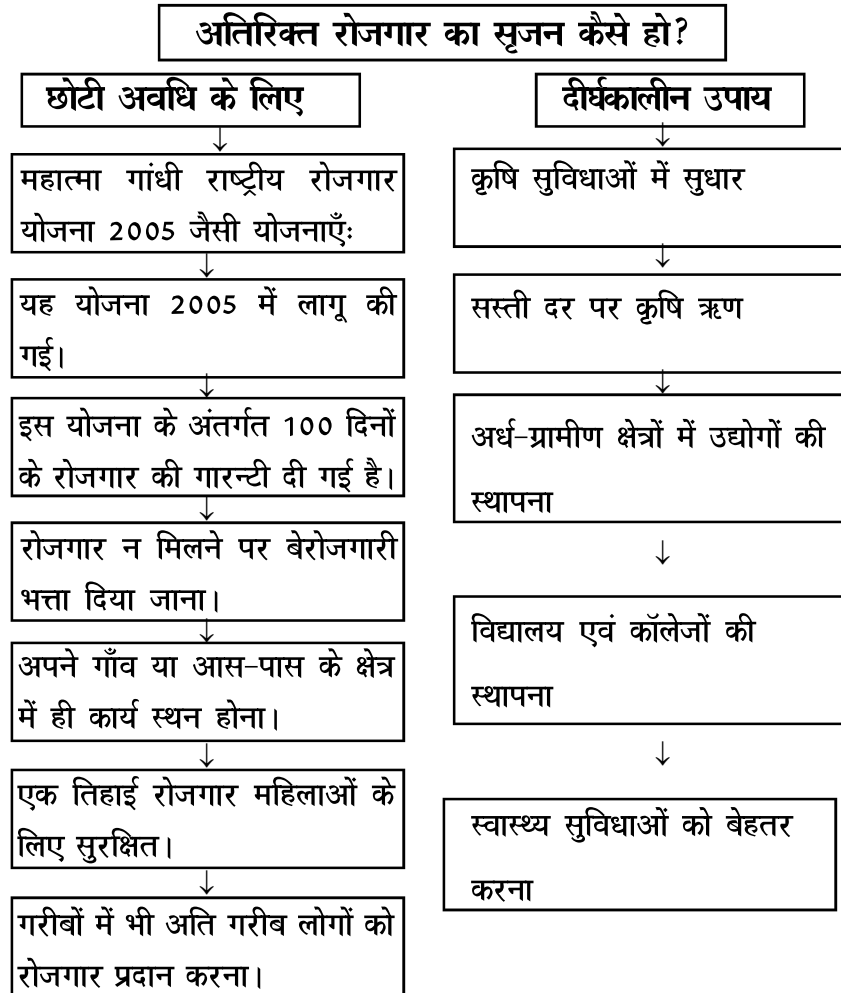 अतिरिक्त रोजगार का सृजन कैसे हो?
छोटी अवधि के लिए
महात्मा गांधी राष्ट्रीय रोजगार
योजना 2005 जैसी योजनाएँः
यह योजना 2005 में लागू की
गई।
इस योजना के अंतर्गत 100 दिनों
के रोजगार की गारन्टी दी गई है।
रोजगार न मिलने पर बेरोजगारी
भत्ता दिया जाना।
अपने गाँव या आस-पास के क्षेत्र
में ही कार्य स्थन होना।
एक तिहाई रोजगार महिलाओं के
लिए सुरक्षित।
गरीबों में भी अति गरीब लोगों को
रोजगार प्रदान करना।
दीर्घकालीन उपाय
कृषि सुविधाओं में सुधार
सस्ती दर पर कृषि ऋण
अर्ध-ग्रामीण क्षेत्रों में उद्योगों की
स्थापना
विद्यालय एवं कॉलेजों की
स्थापना
स्वास्थ्य सुविधाओं को बेहतर
करना